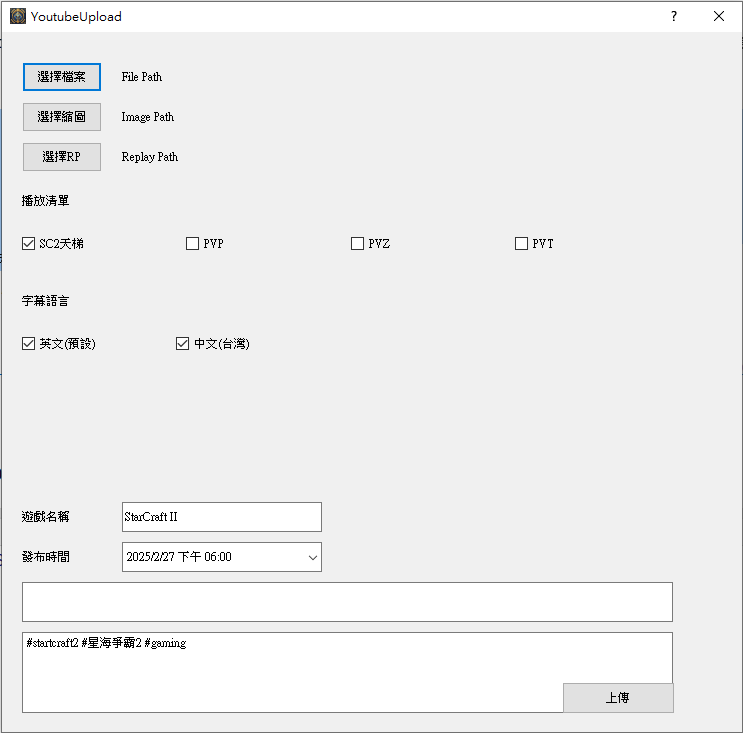 YoutubeUpload
選擇檔案 File Path
選擇縮圖 Image Path
選擇RP Replay Path
播放清單
SC2天梯 PVP PVZ PVT
字幕語言
英文(預設) 中文(台灣)
遊戲名稱 StarCraft II
發布時間 2025/2/27 下午 06:00
#startcraft2 #星海爭霸2 #gaming
上傳